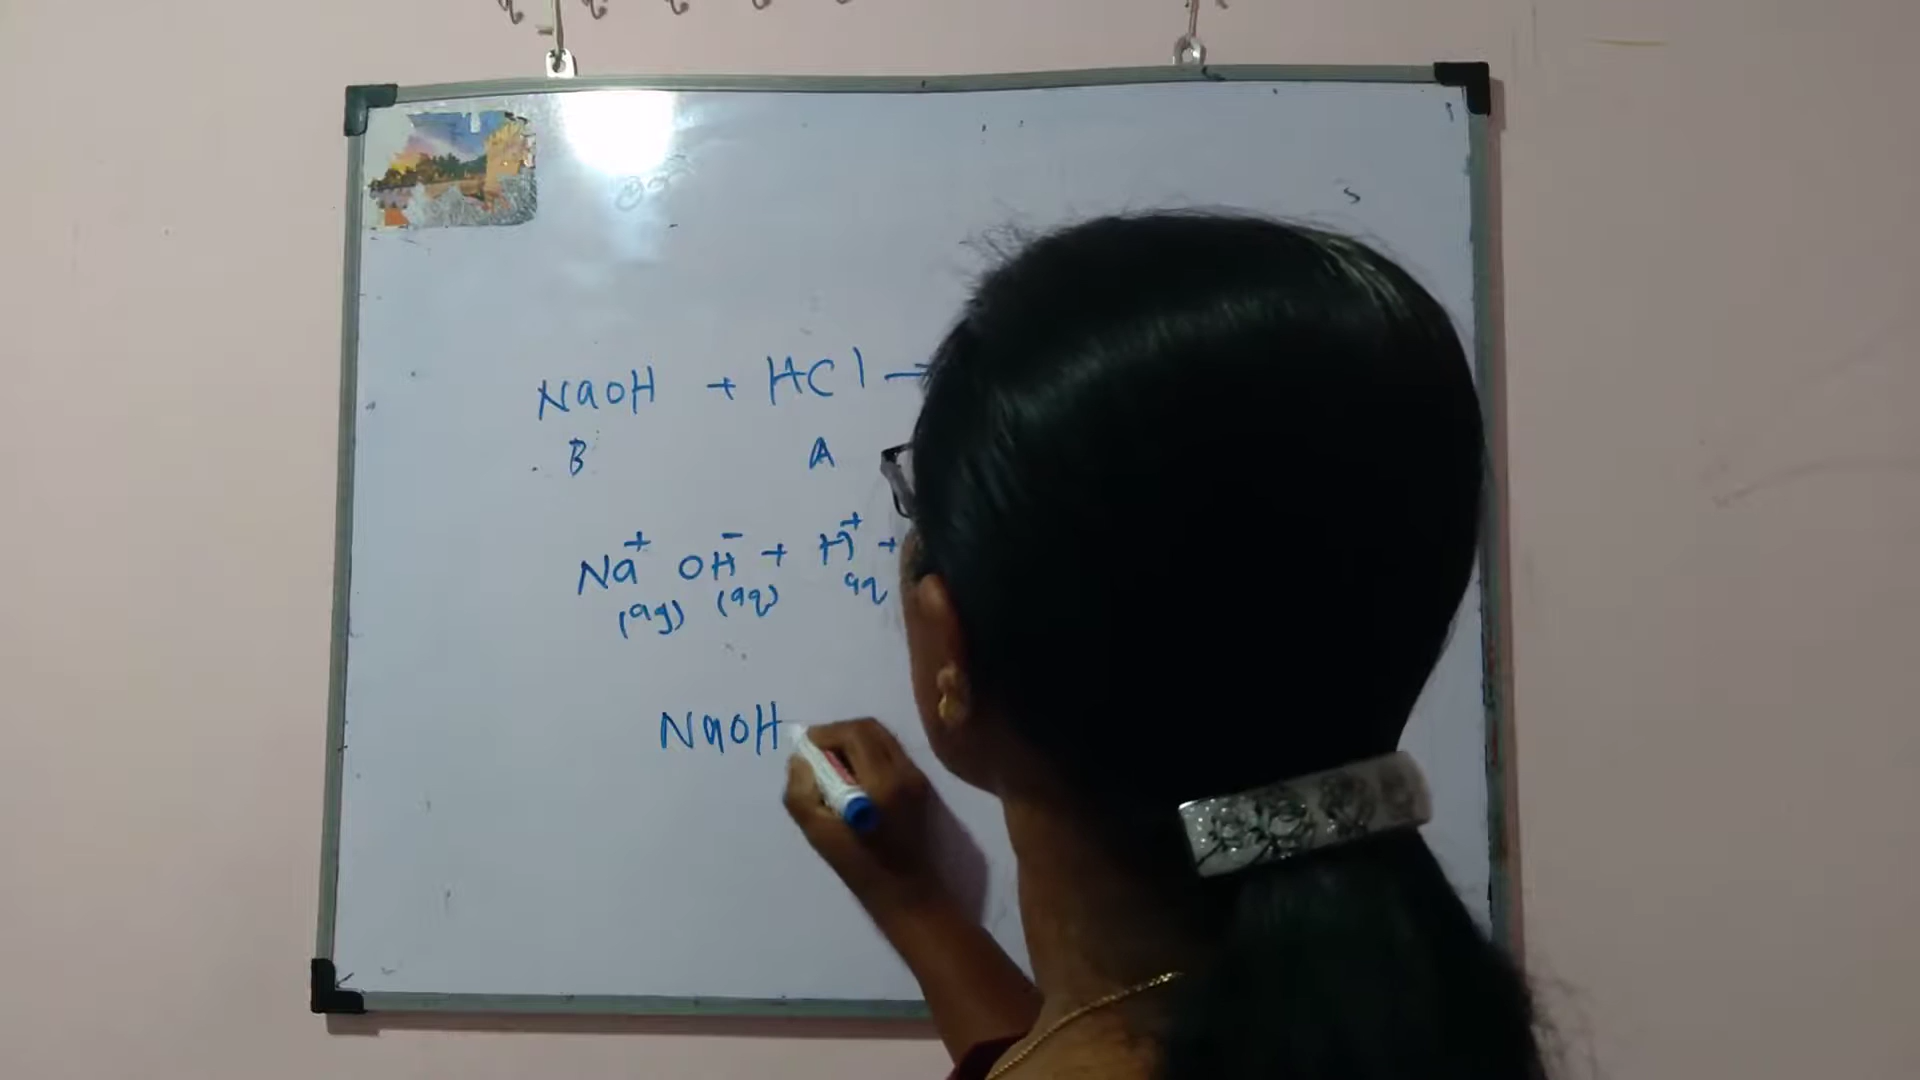 NaOH + HCl →
B A
Na⁺ OH⁻ + H⁺ +
(aq) (aq) aq
NaOH